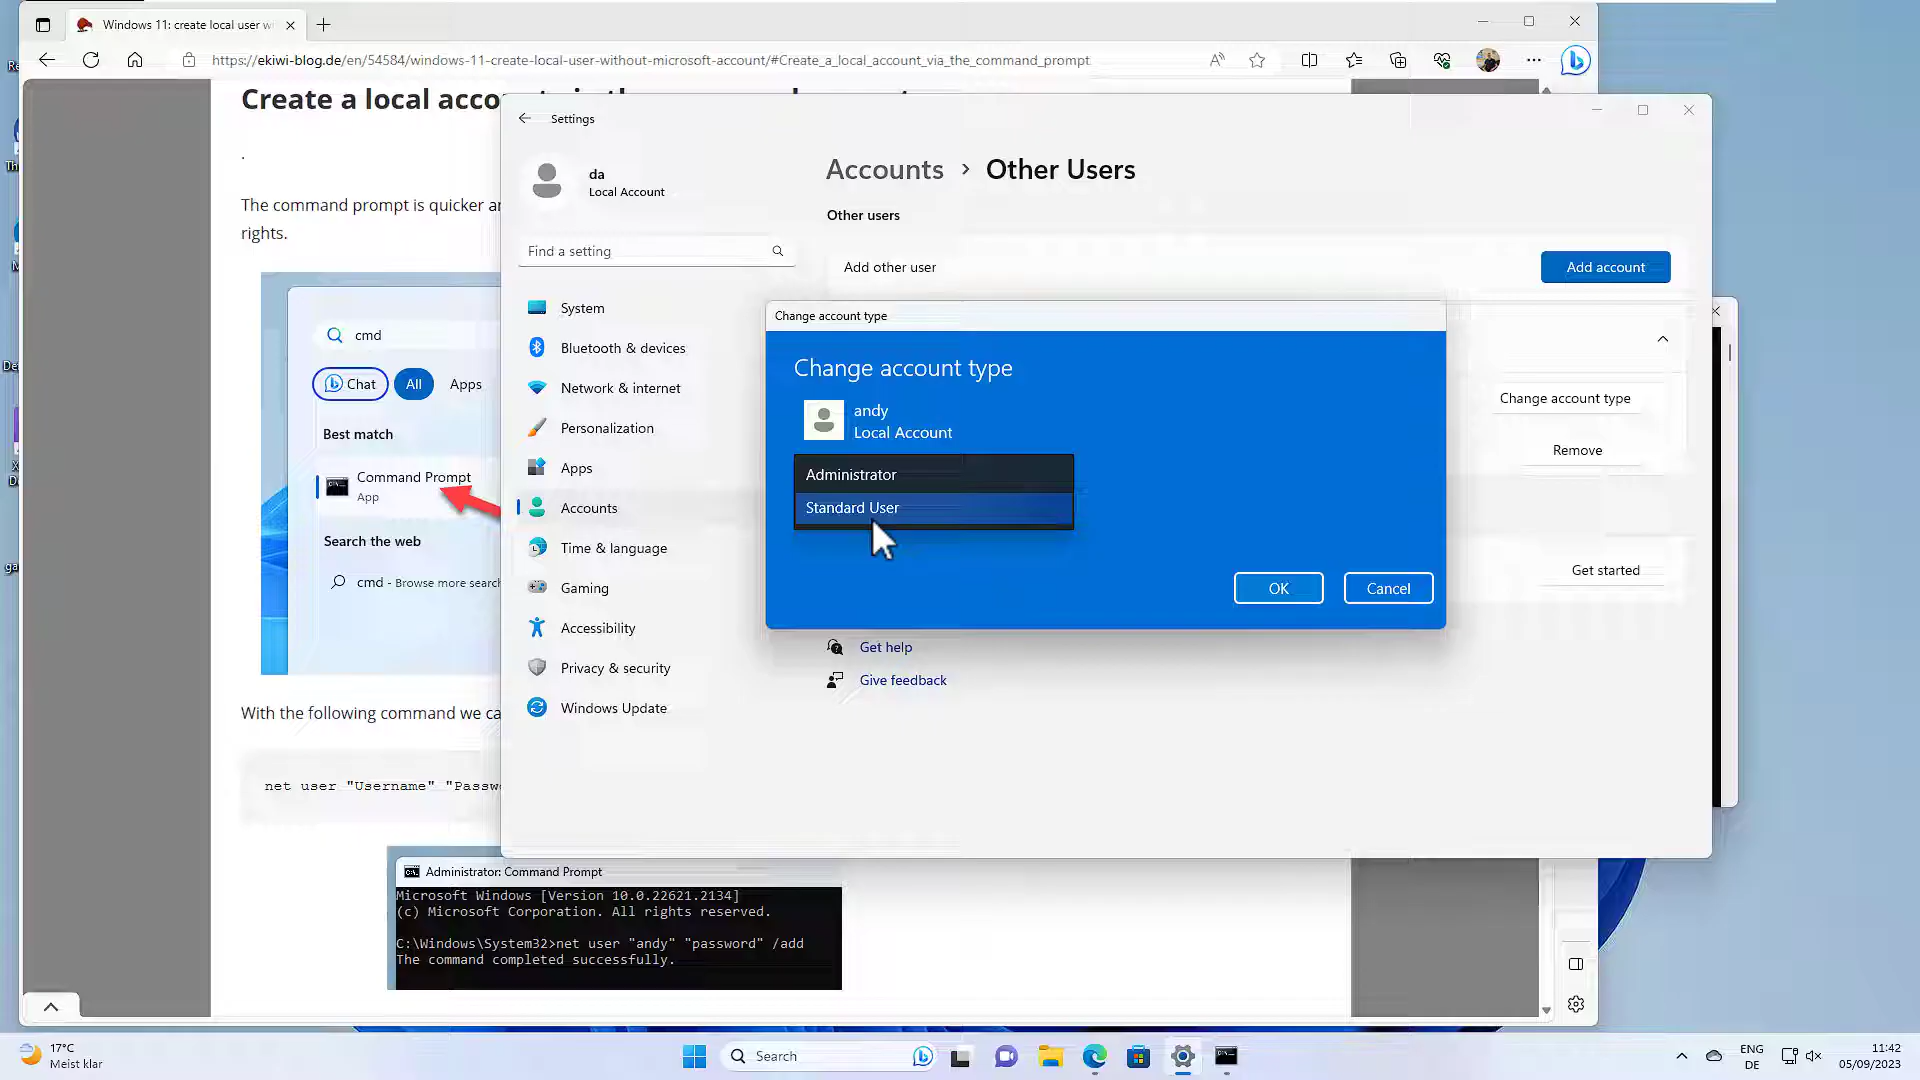 Windows 11: create local user w
https://ekiwi-blog.de/en/54584/windows-11-create-local-user-without-microsoft-account/#Create_a_local_account_via_the_command_prompt
Create a local acco
.
The command prompt is quicker a
rights.
cmd
Chat
All
Apps
Best match
Command Prompt
App
Search the web
cmd - Browse more searc
With the following command we ca
net user "Username" "Passw
Administrator: Command Prompt
Microsoft Windows [Version 10.0.22621.2134]
(c) Microsoft Corporation. All rights reserved.
C:\Windows\System32>net user "andy" "password" /add
The command completed successfully.
Settings
da
Local Account
Find a setting
System
Bluetooth & devices
Network & internet
Personalization
Apps
Accounts
Time & language
Gaming
Accessibility
Privacy & security
Windows Update
Accounts > Other Users
Other users
Add other user
Add account
Change account type
Remove
Get started
Get help
Give feedback
Change account type
Change account type
andy
Local Account
Administrator
Standard User
OK
Cancel
17°C
Meist klar
Search
ENG
DE
11:42
05/09/2023